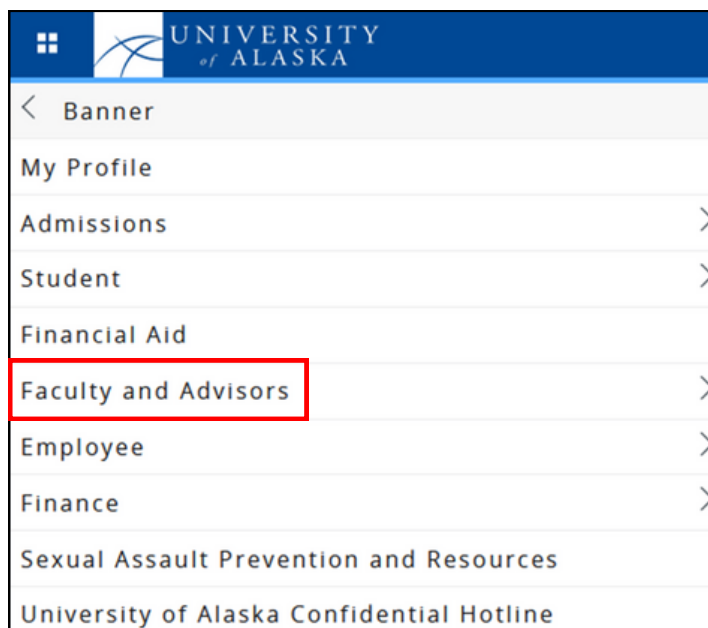 UNIVERSITY
of ALASKA
Banner
My Profile
Admissions
Student
Financial Aid
Faculty and Advisors
Employee
Finance
Sexual Assault Prevention and Resources
University of Alaska Confidential Hotline